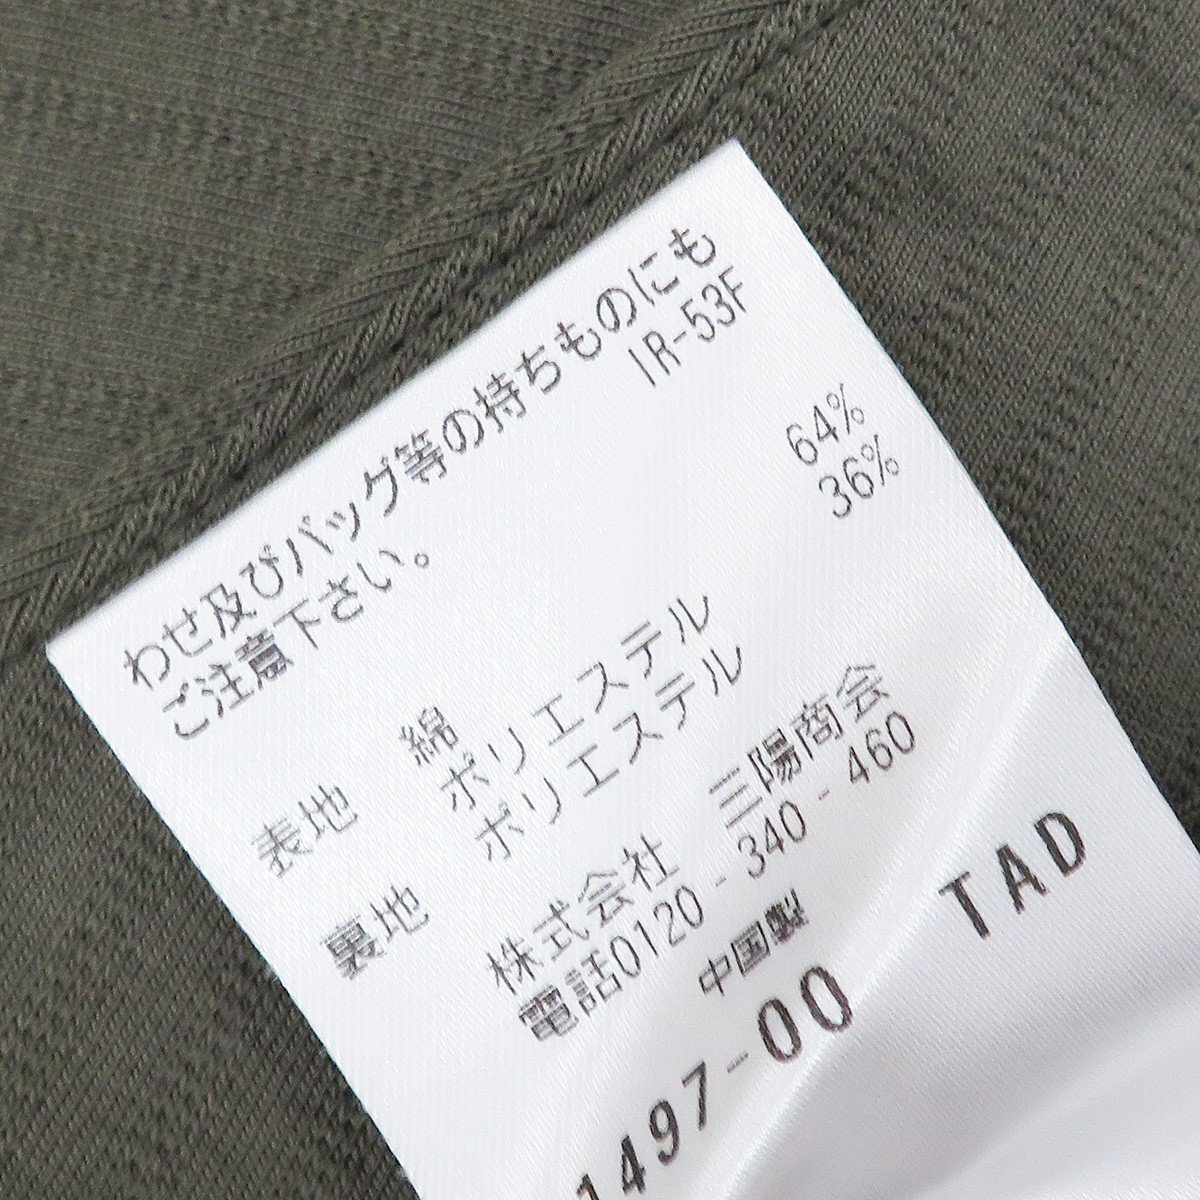 わせ及びバッグ等の持ちものにも
ご注意下さい。 IR-53F
表地 綿 64%
ポリエステル 36%
裏地 ポリエステル
株式会社 三陽商会
電話0120-340-460
中国製
1497-00 TAD